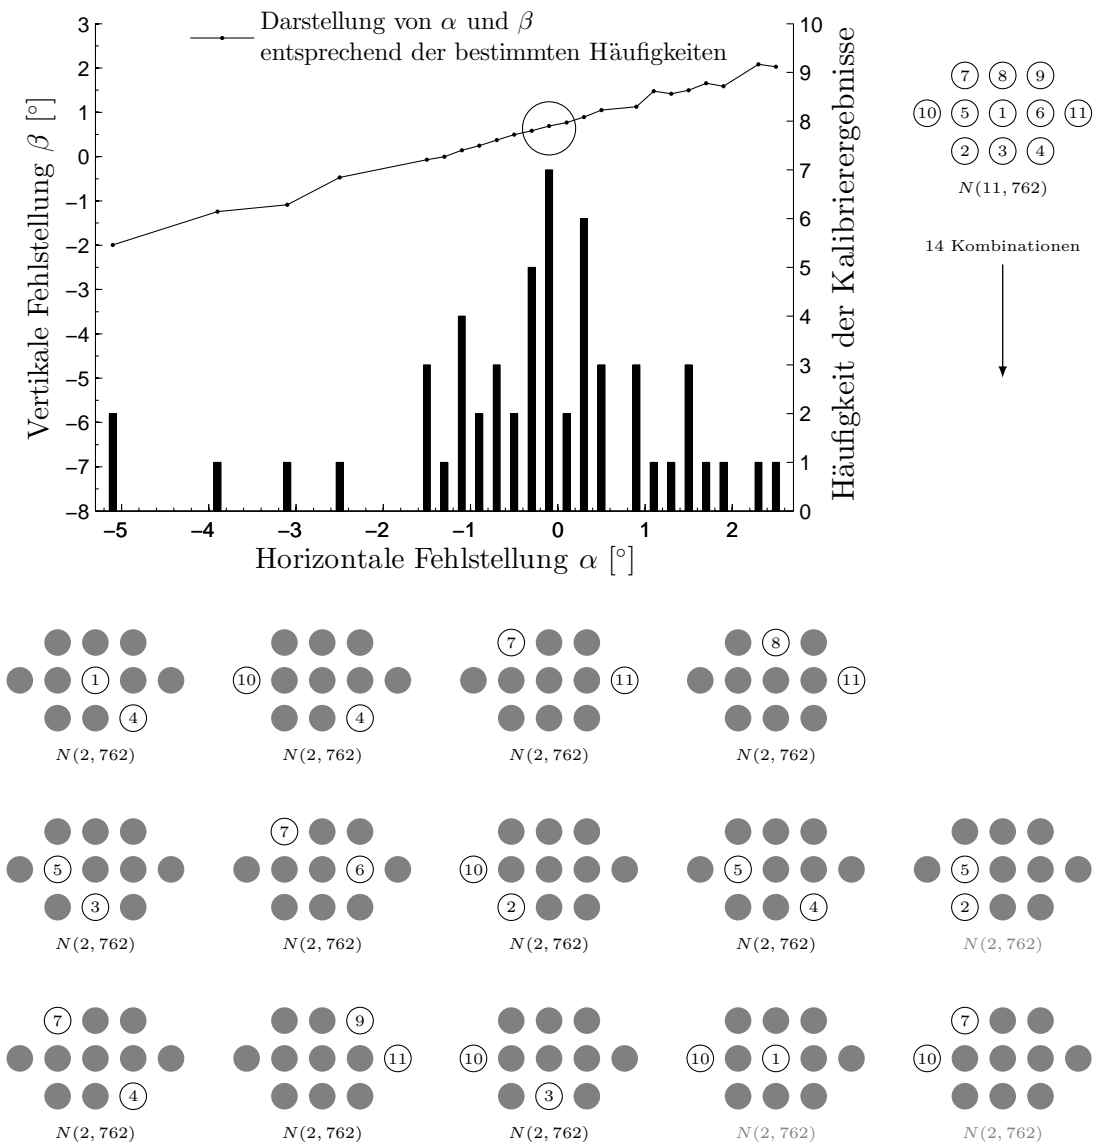 Darstellung von α und β
entsprechend der bestimmten Häufigkeiten
Vertikale Fehlstellung β [°]
3
2
1
0
−1
−2
−3
−4
−5
−6
−7
−8
−5 −4 −3 −2 −1 0 1 2
Horizontale Fehlstellung α [°]
10
9
8
7
6
5
4
3
2
1
0
Häufigkeit der Kalibrierergebnisse
7 8 9
10 5 1 6 11
2 3 4
N(11, 762)
14 Kombinationen
1
4
N(2, 762)
10
4
N(2, 762)
7
11
N(2, 762)
8
11
N(2, 762)
5
3
N(2, 762)
7
6
N(2, 762)
10
2
N(2, 762)
5
4
N(2, 762)
5
2
N(2, 762)
7
4
N(2, 762)
9
11
N(2, 762)
10
3
N(2, 762)
10 1
N(2, 762)
7
10
N(2, 762)